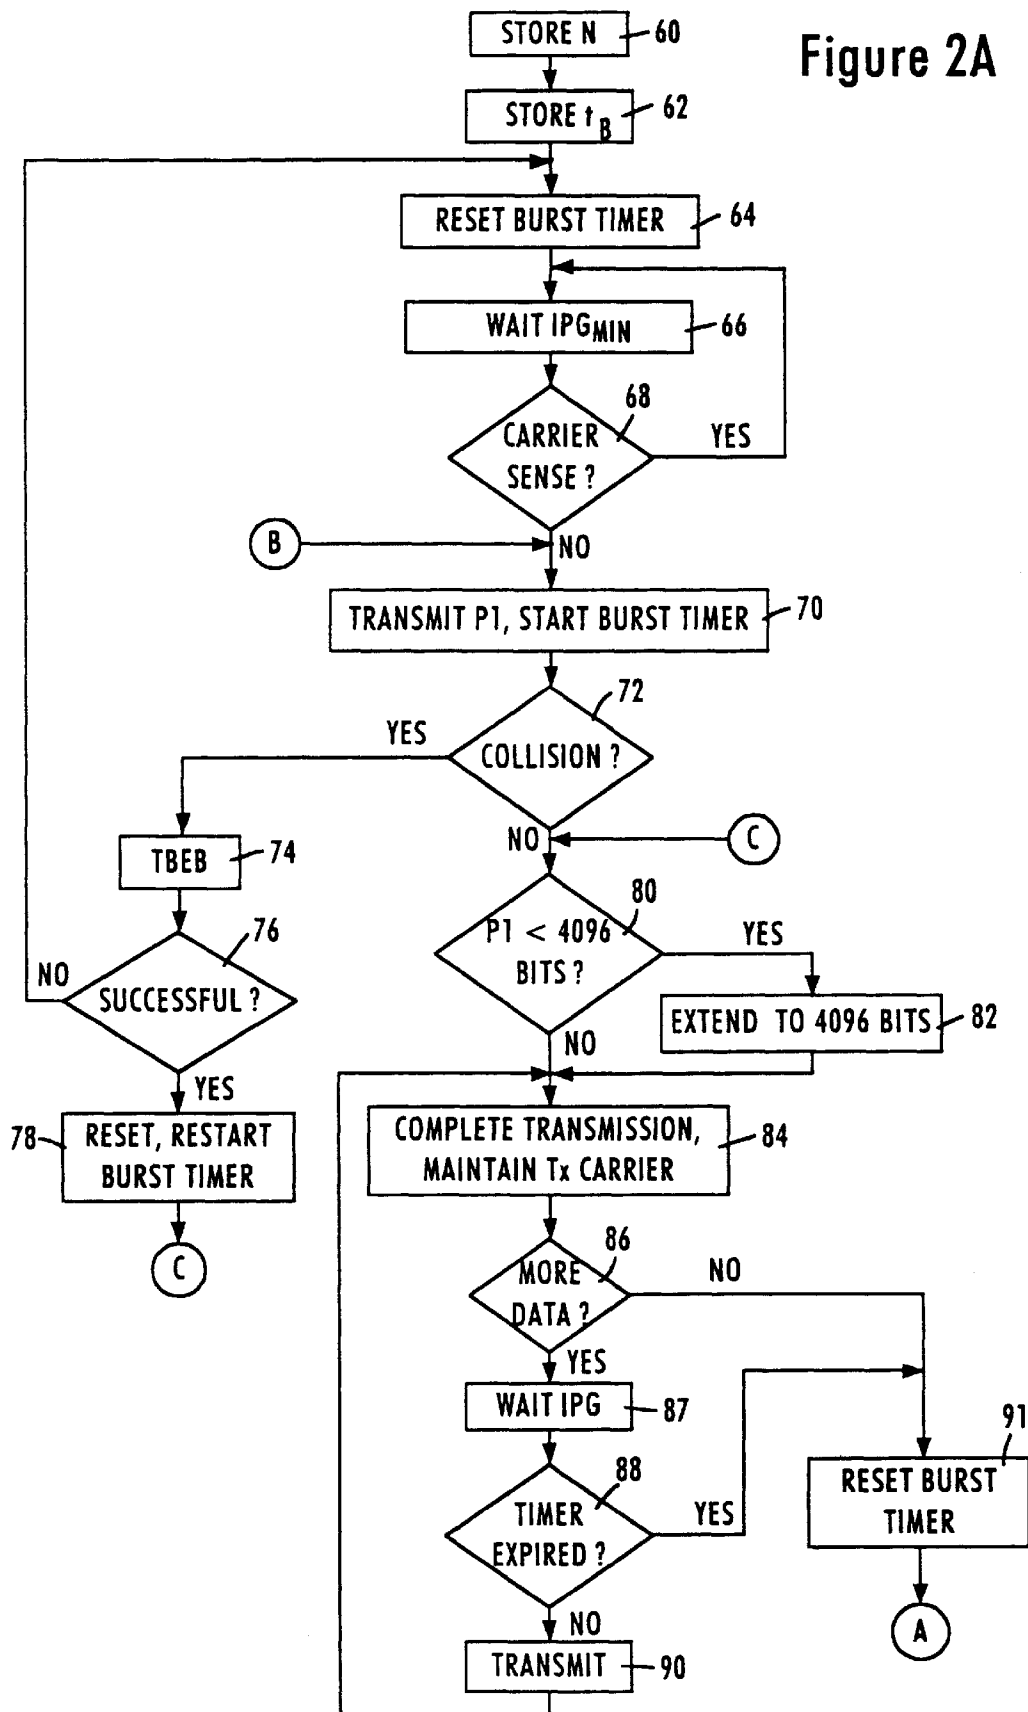 Figure 2A
STORE N
60
STORE tB
62
RESET BURST TIMER
64
WAIT IPGMIN
66
68
CARRIER
SENSE ?
YES
B
NO
TRANSMIT P1, START BURST TIMER
70
72
YES
COLLISION ?
NO
C
TBEB
74
80
P1 < 4096
BITS ?
YES
76
NO
SUCCESSFUL ?
EXTEND TO 4096 BITS
82
NO
YES
78
RESET, RESTART
BURST TIMER
COMPLETE TRANSMISSION,
MAINTAIN Tx CARRIER
84
C
86
MORE
DATA ?
NO
YES
WAIT IPG
87
91
RESET BURST
TIMER
88
TIMER
EXPIRED ?
YES
NO
A
TRANSMIT
90